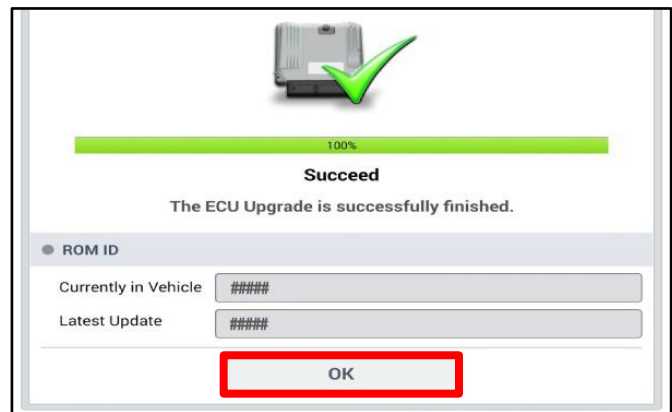 100%
Succeed
The ECU Upgrade is successfully finished.
ROM ID
Currently in Vehicle #####
Latest Update #####
OK